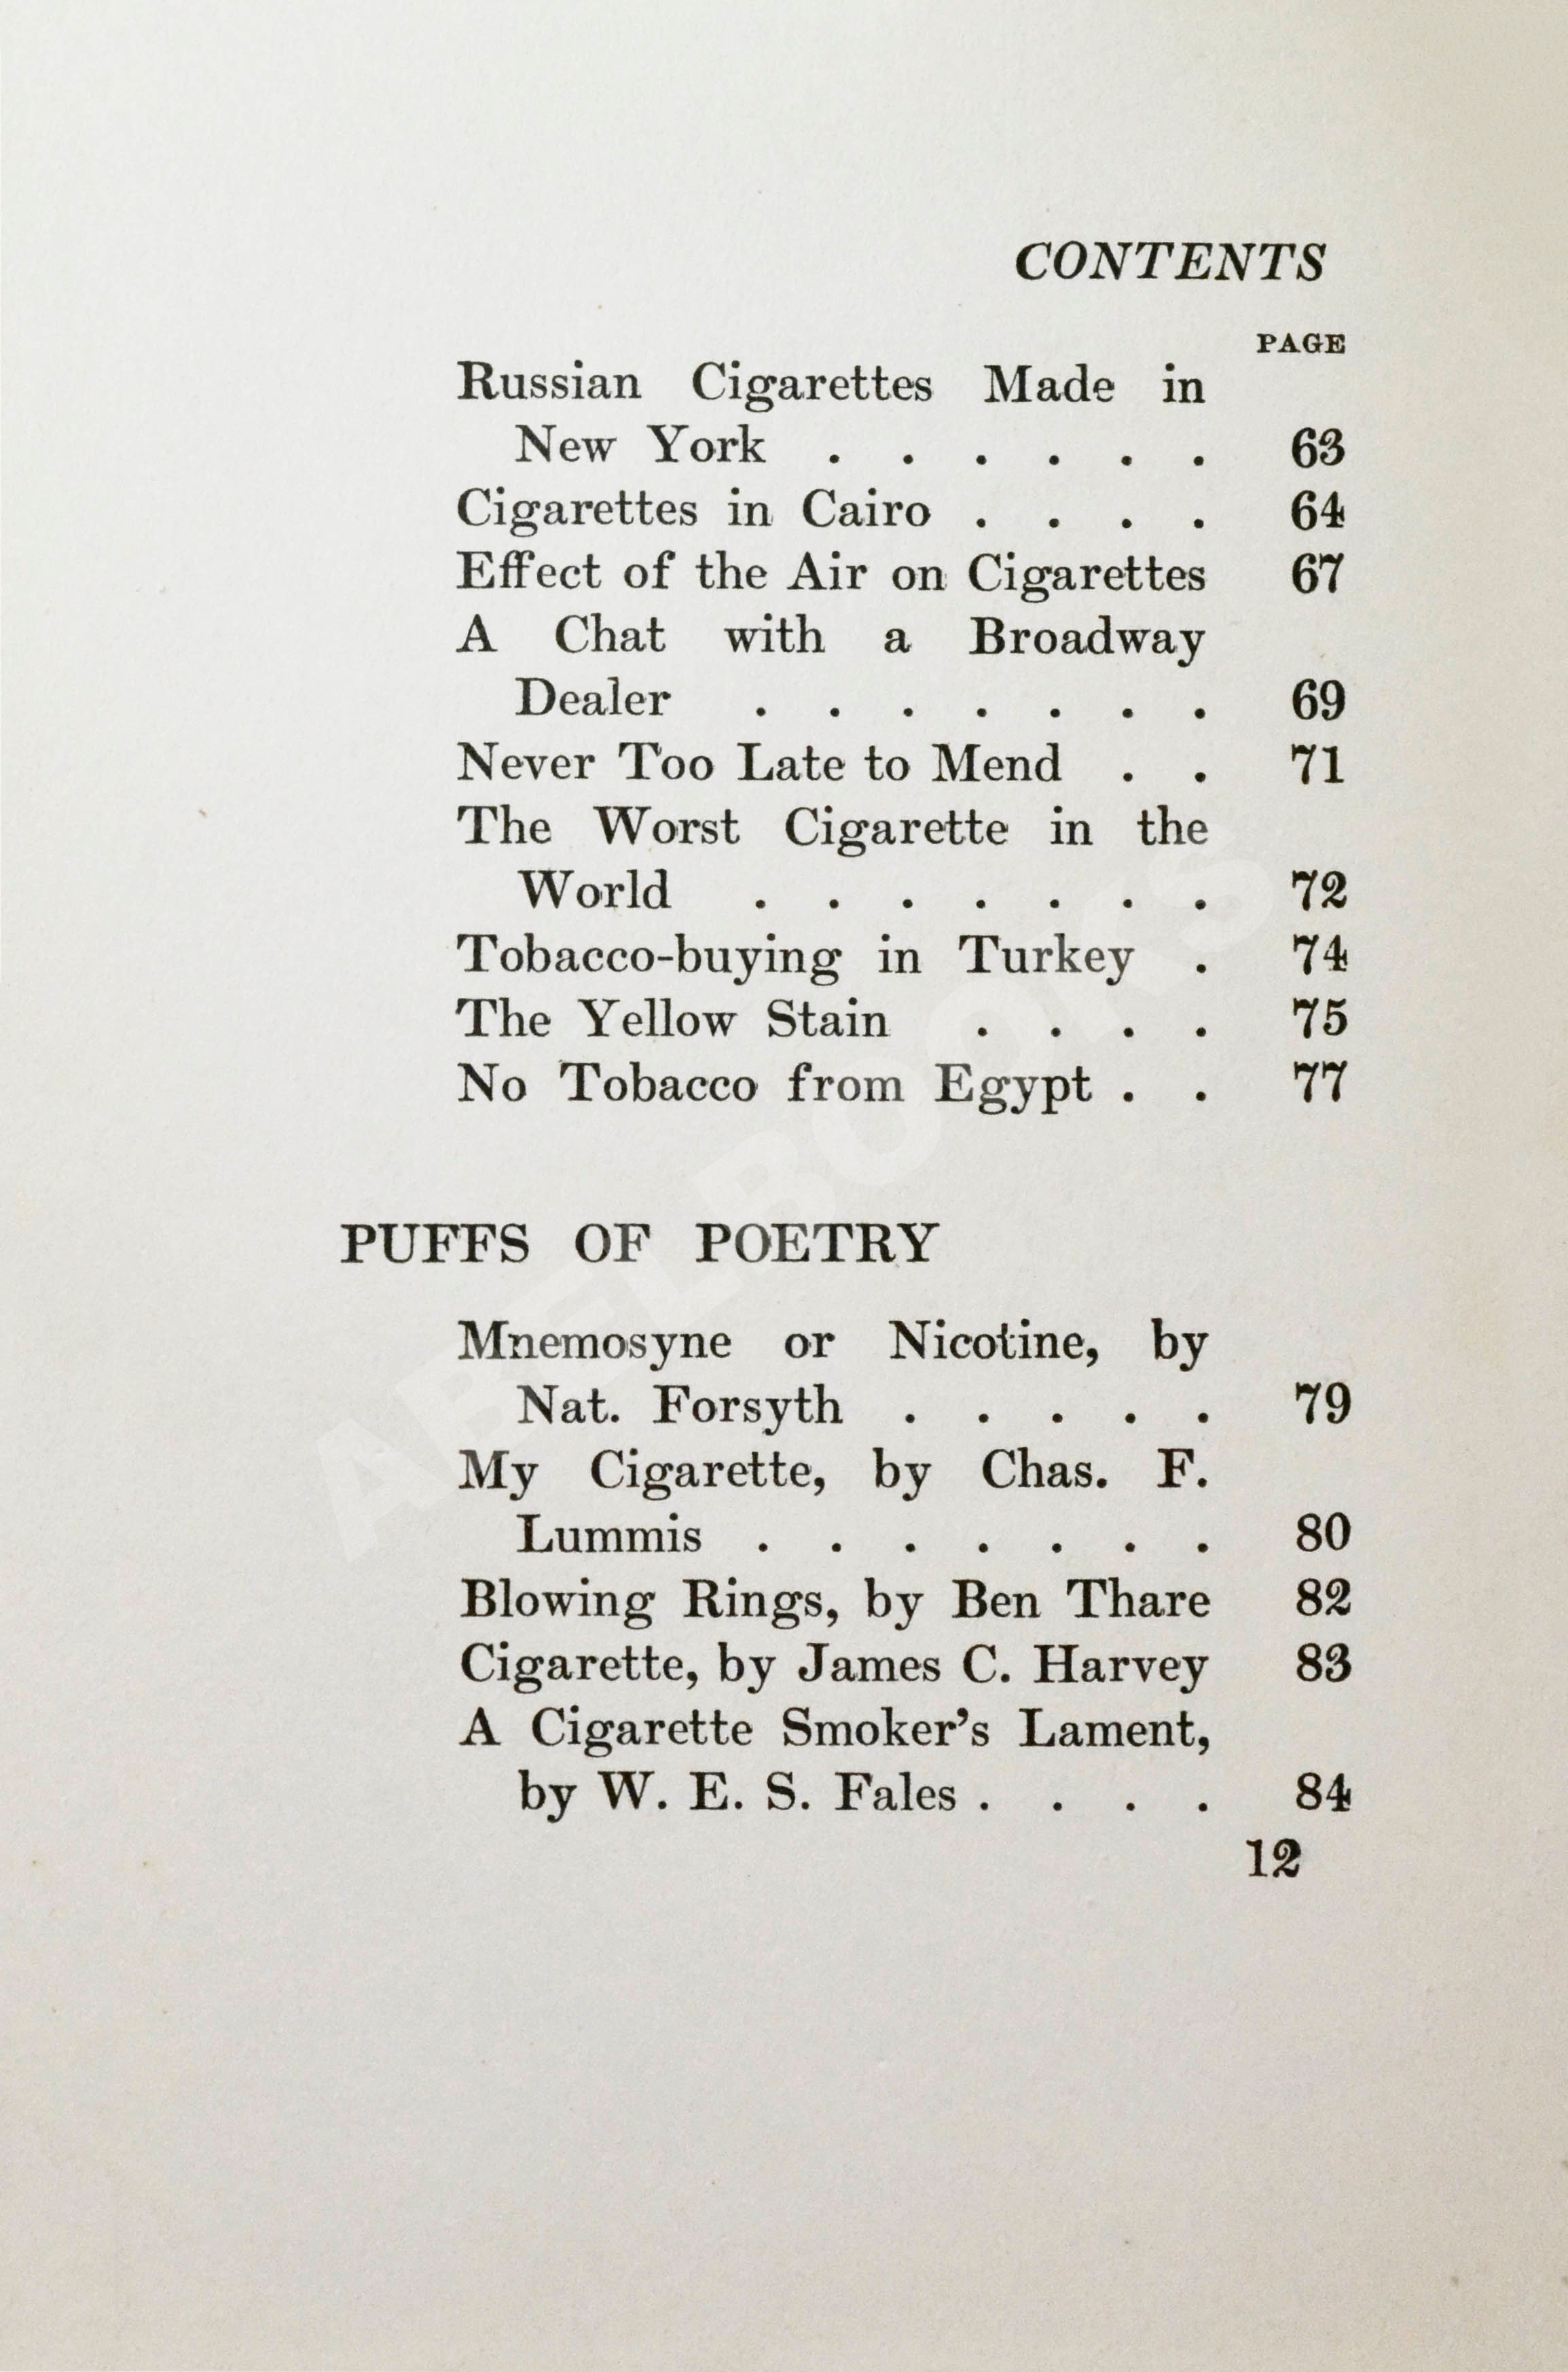 CONTENTS
PAGE
Russian Cigarettes Made in
New York . . . . . . 63
Cigarettes in Cairo . . . . 64
Effect of the Air on Cigarettes 67
A Chat with a Broadway
Dealer . . . . . . . 69
Never Too Late to Mend . . 71
The Worst Cigarette in the
World . . . . . . . 72
Tobacco-buying in Turkey . 74
The Yellow Stain . . . . 75
No Tobacco from Egypt . . 77
PUFFS OF POETRY
Mnemosyne or Nicotine, by
Nat. Forsyth . . . . . 79
My Cigarette, by Chas. F.
Lummis . . . . . . . 80
Blowing Rings, by Ben Thare 82
Cigarette, by James C. Harvey 83
A Cigarette Smoker's Lament,
by W. E. S. Fales . . . . 84
12